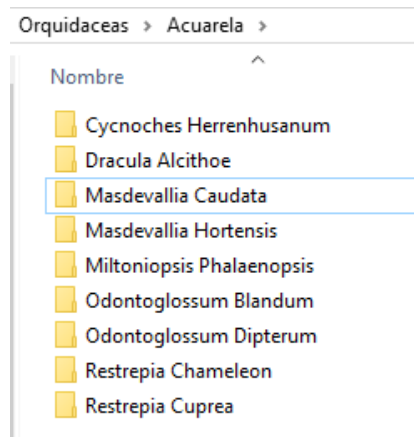 Orquidaceas > Acuarela >
Nombre
Cycnoches Herrenhusanum
Dracula Alcithoe
Masdevallia Caudata
Masdevallia Hortensis
Miltoniopsis Phalaenopsis
Odontoglossum Blandum
Odontoglossum Dipterum
Restrepia Chameleon
Restrepia Cuprea